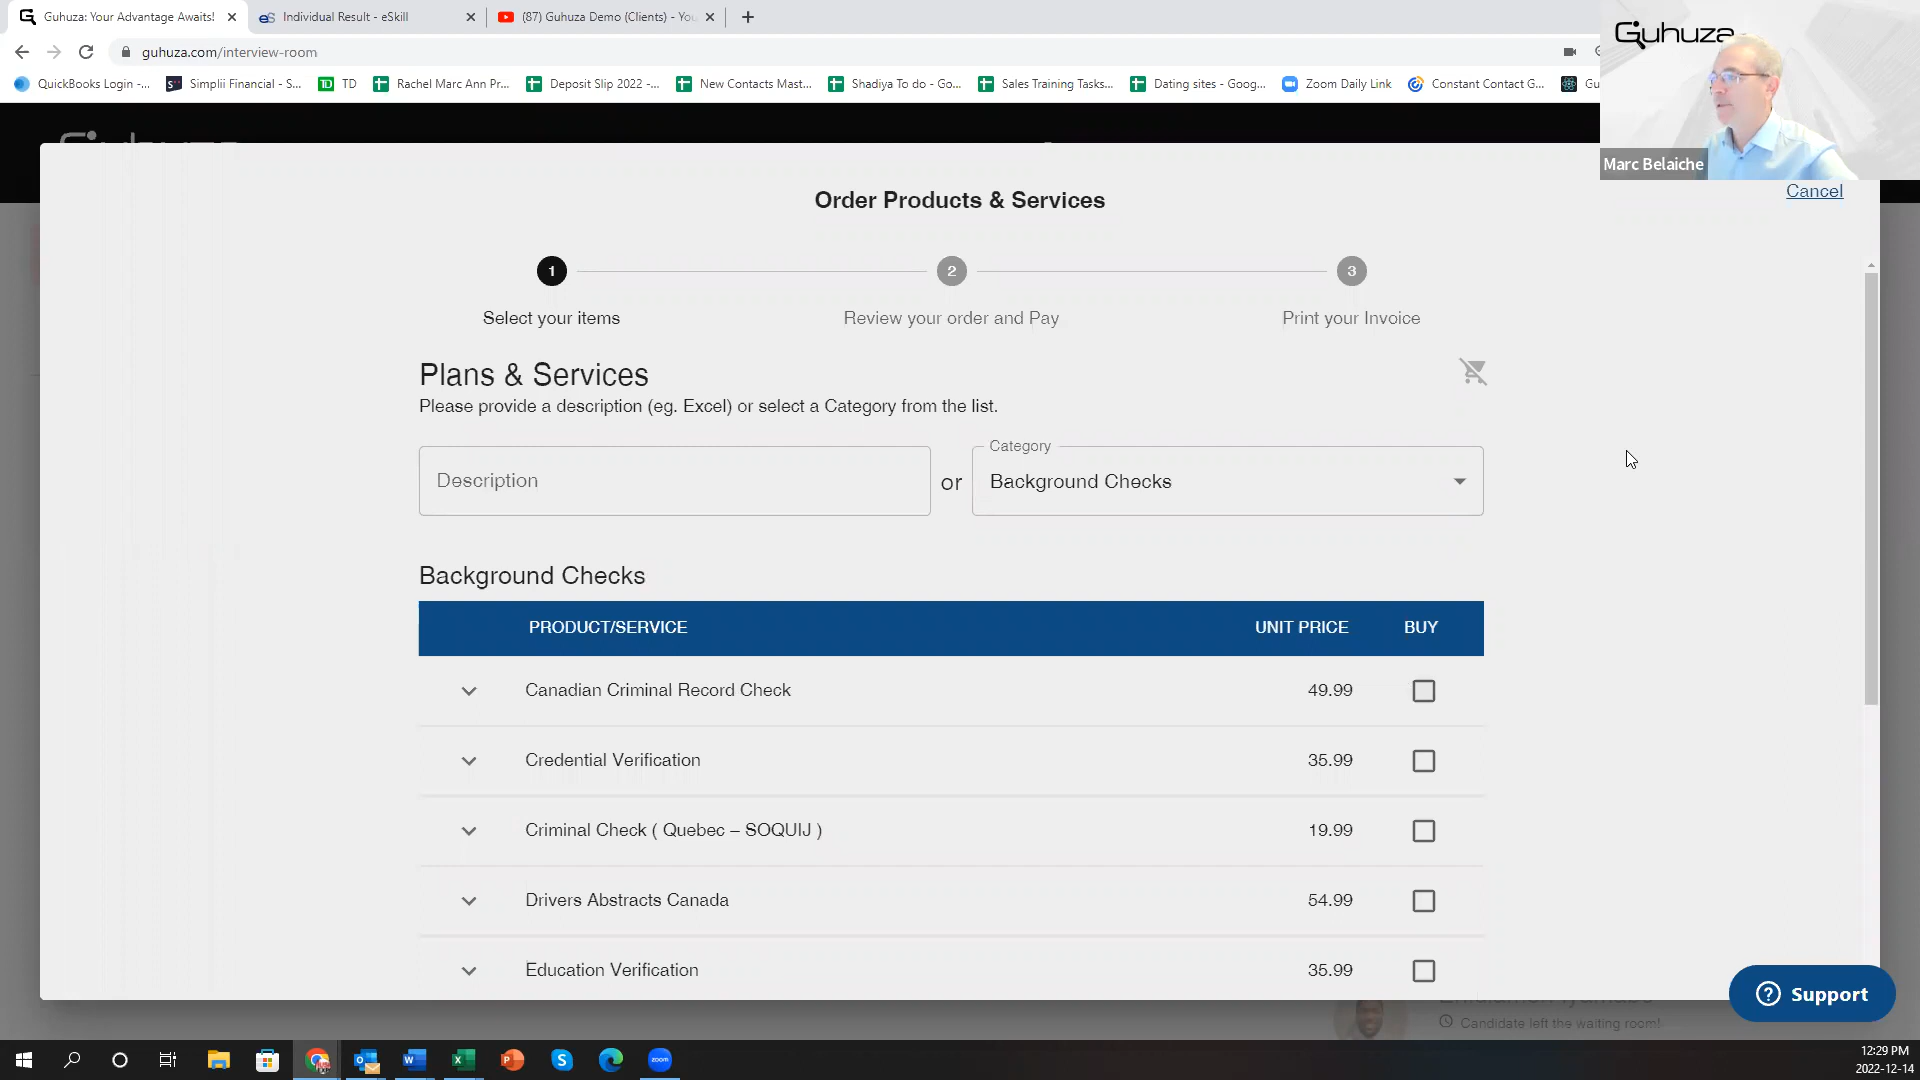 Guhuza: Your Advantage Awaits!
Individual Result - eSkill
(87) Guhuza Demo (Clients) - You
guhuza.com/interview-room
QuickBooks Login -...
Simplii Financial - S...
TD
Rachel Marc Ann Pr...
Deposit Slip 2022 -...
New Contacts Mast...
Shadiya To do - Go...
Sales Training Tasks...
Dating sites - Goog...
Zoom Daily Link
Constant Contact G...
Gu
Guhuza
Marc Belaiche
Cancel
Order Products & Services
1
2
3
Select your items
Review your order and Pay
Print your Invoice
Plans & Services
Please provide a description (eg. Excel) or select a Category from the list.
Category
Description
or
Background Checks
Background Checks
PRODUCT/SERVICE UNIT PRICE BUY
Canadian Criminal Record Check 49.99
Credential Verification 35.99
Criminal Check ( Quebec – SOQUIJ ) 19.99
Drivers Abstracts Canada 54.99
Education Verification 35.99
Support
Candidate left the waiting room!
zoom
12:29 PM
2022-12-14